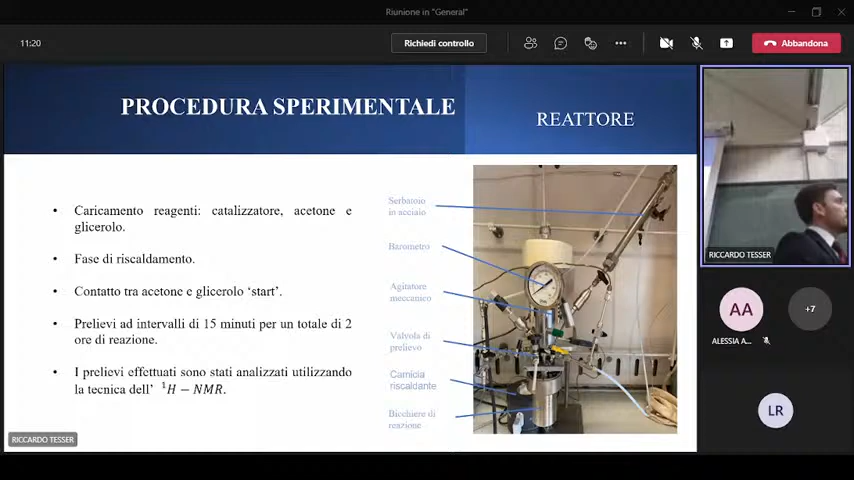 Riunione in "General"
11:20
Richiedi controllo
Abbandona
PROCEDURA SPERIMENTALE
REATTORE
• Caricamento reagenti: catalizzatore, acetone e
glicerolo.
• Fase di riscaldamento.
• Contatto tra acetone e glicerolo 'start'.
• Prelievi ad intervalli di 15 minuti per un totale di 2
ore di reazione.
• I prelievi effettuati sono stati analizzati utilizzando
la tecnica dell' ¹H − NMR.
Serbatoio
in acciaio
Barometro
Agitatore
meccanico
Valvola di
prelievo
Camicia
riscaldante
Bicchiere di
reazione
RICCARDO TESSER
RICCARDO TESSER
AA
+7
ALESSIA A...
LR